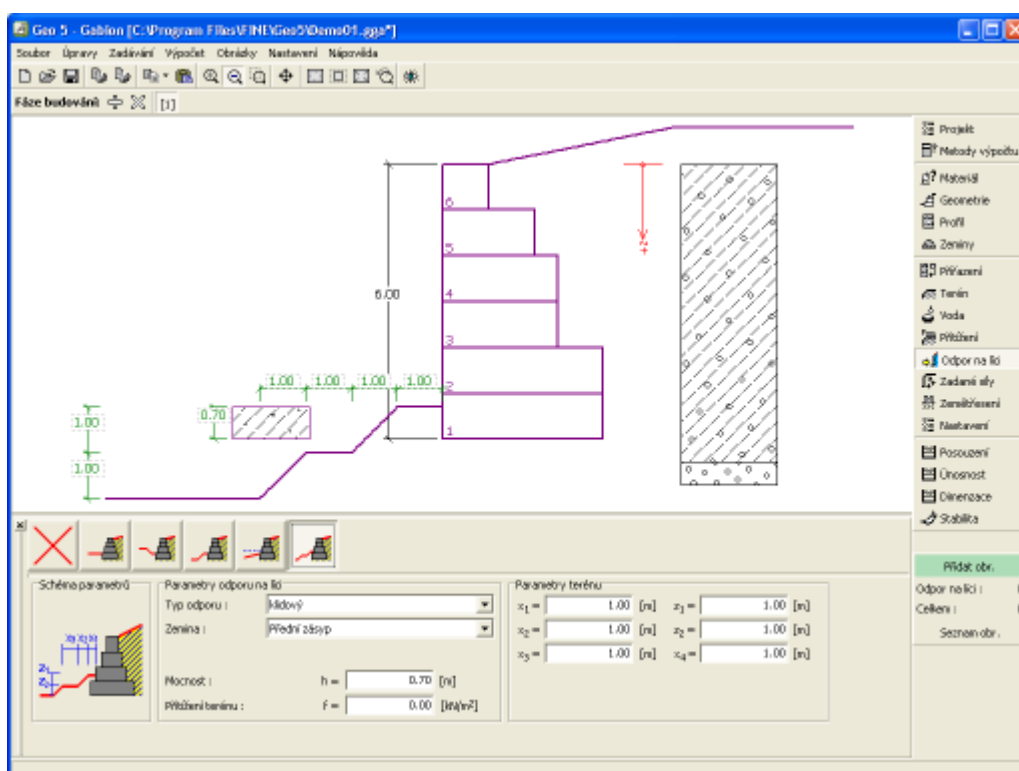 Geo 5 - Gabion [C:\Program Files\FINE\Geo5\Demo01.gga*]
Soubor Úpravy Zadávání Výpočet Obrázky Nastavení Nápověda
Fáze budování [1]
6
5
4
3
2
1
6.00
+z
1.00 1.00 1.00 1.00
0.70
1.00
1.00
Projekt
Metody výpočtu
Materiál
Geometrie
Profil
Zeminy
Přiřazení
Terén
Voda
Přitížení
Odpor na líci
Zadané síly
Zemětřesení
Nastavení
Posouzení
Únosnost
Dimenzace
Stabilita
Přidat obr.
Odpor na líci :
Celkem :
Seznam obr.
Schéma parametrů
Parametry odporu na líci
Typ odporu : klidový
Zemina : Přední zásyp
Mocnost : h = 0.70 [m]
Přitížení terénu : f = 0.00 [kN/m²]
Parametry terénu
x₁ = 1.00 [m] z₁ = 1.00 [m]
x₂ = 1.00 [m] z₂ = 1.00 [m]
x₃ = 1.00 [m] x₄ = 1.00 [m]